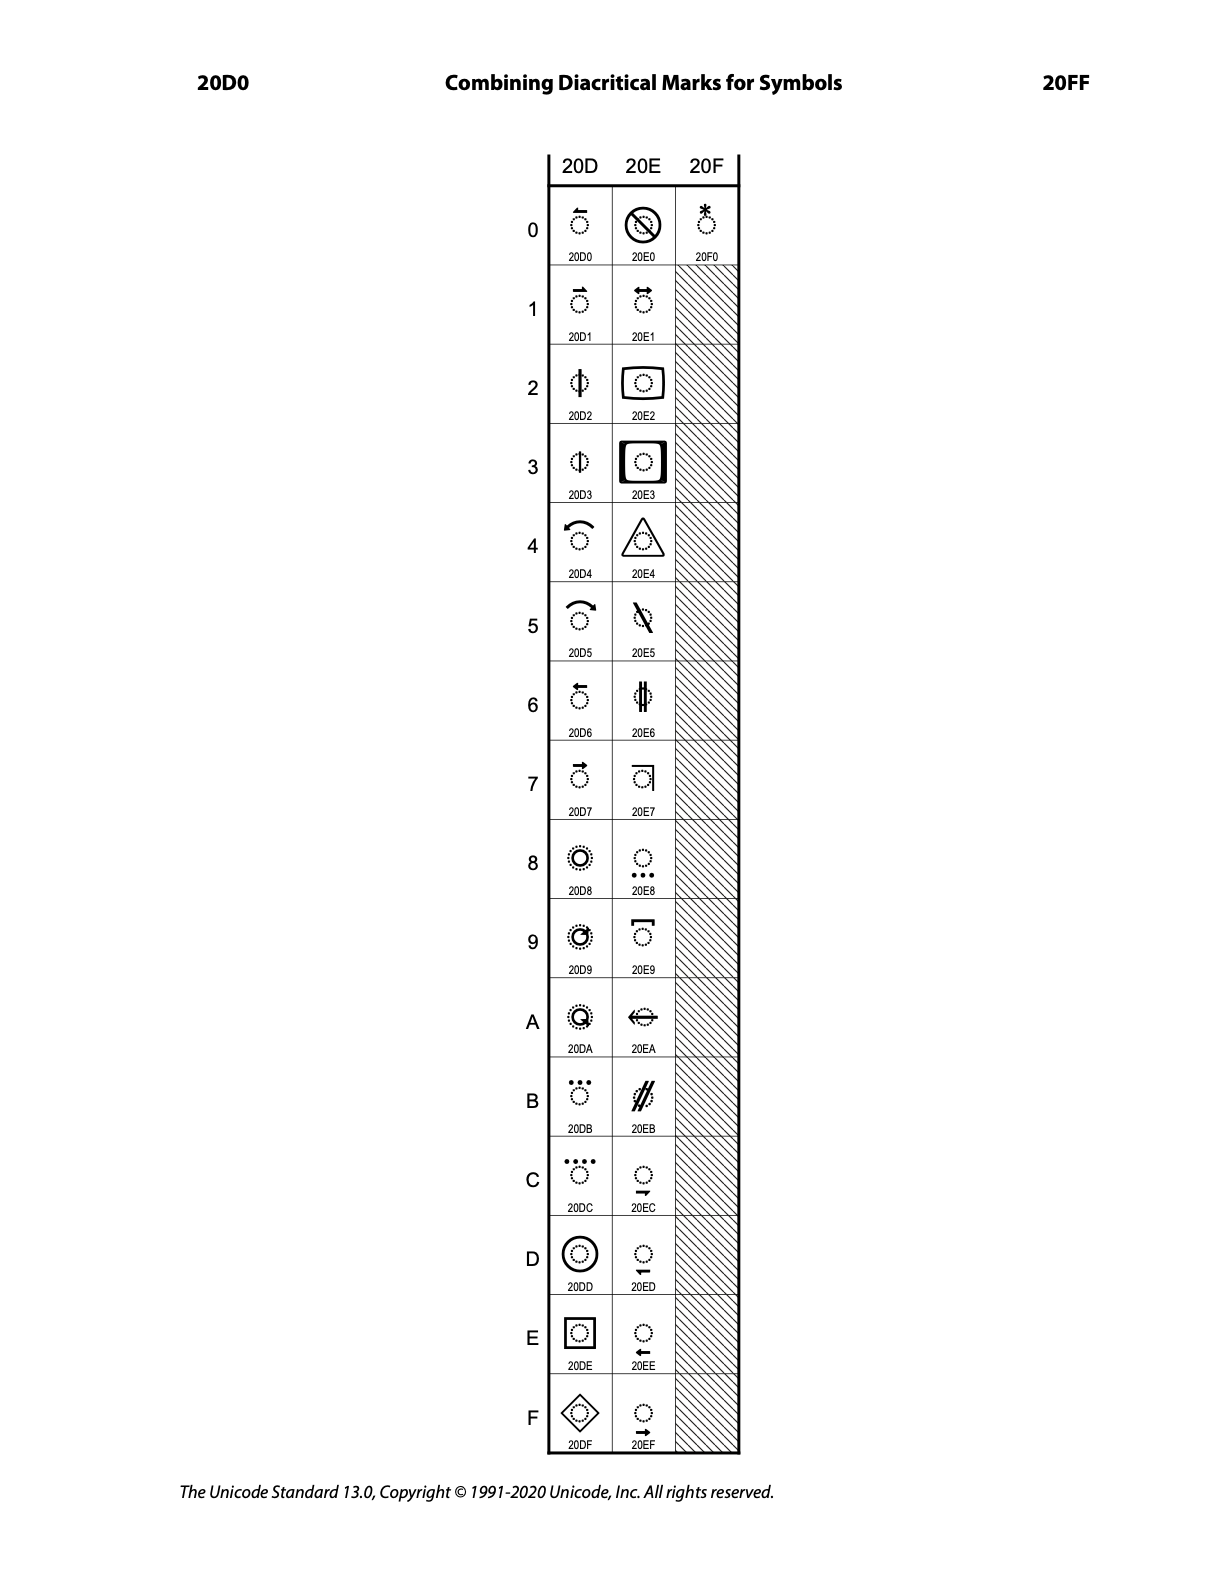 20D0 Combining Diacritical Marks for Symbols 20FF
20D 20E 20F
0 ⃐ ⃠ ⃰
20D0 20E0 20F0
1 ⃑ ⃡
20D1 20E1
2 ⃒ ⃢
20D2 20E2
3 ⃓ ⃣
20D3 20E3
4 ⃔ ⃤
20D4 20E4
5 ⃕ ⃥
20D5 20E5
6 ⃖ ⃦
20D6 20E6
7 ⃗ ⃧
20D7 20E7
8 ⃘ ⃨
20D8 20E8
9 ⃙ ⃩
20D9 20E9
A ⃚ ⃪
20DA 20EA
B ⃛ ⃫
20DB 20EB
C ⃜ ⃬
20DC 20EC
D ⃝ ⃭
20DD 20ED
E ⃞ ⃮
20DE 20EE
F ⃟ ⃯
20DF 20EF
The Unicode Standard 13.0, Copyright © 1991-2020 Unicode, Inc. All rights reserved.